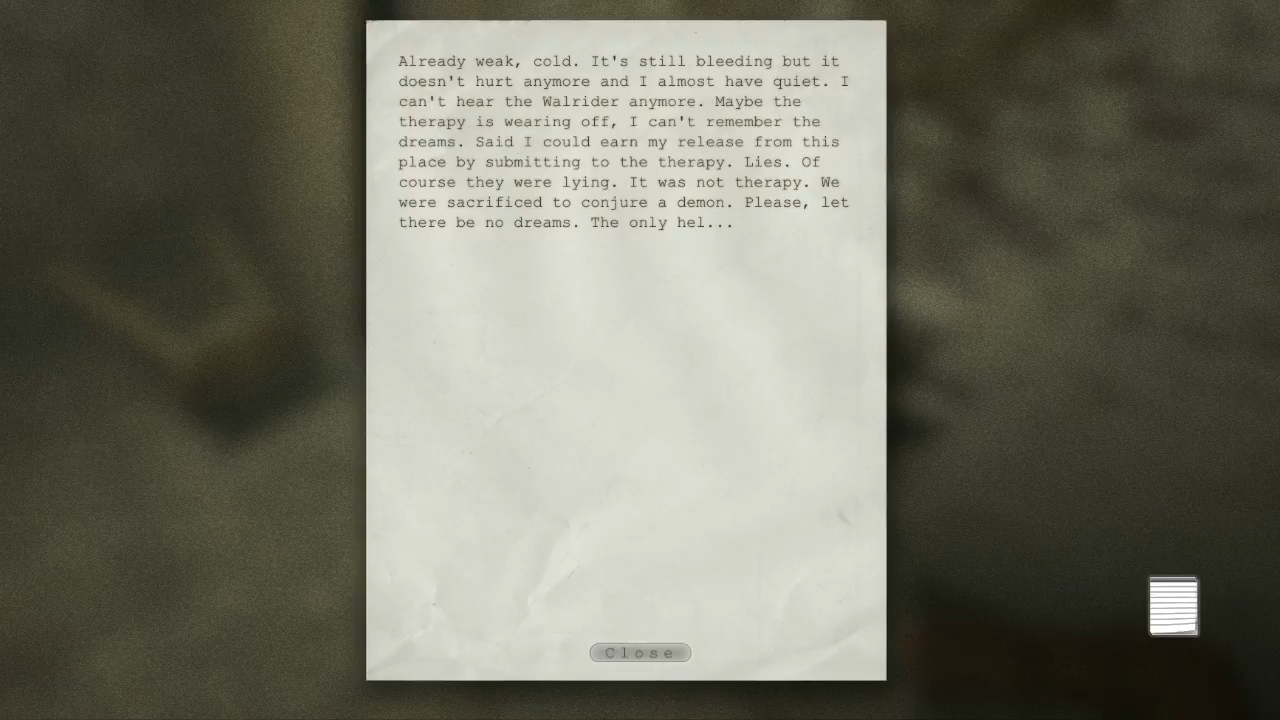 Already weak, cold. It's still bleeding but it
doesn't hurt anymore and I almost have quiet. I
can't hear the Walrider anymore. Maybe the
therapy is wearing off, I can't remember the
dreams. Said I could earn my release from this
place by submitting to the therapy. Lies. Of
course they were lying. It was not therapy. We
were sacrificed to conjure a demon. Please, let
there be no dreams. The only hel...
Close